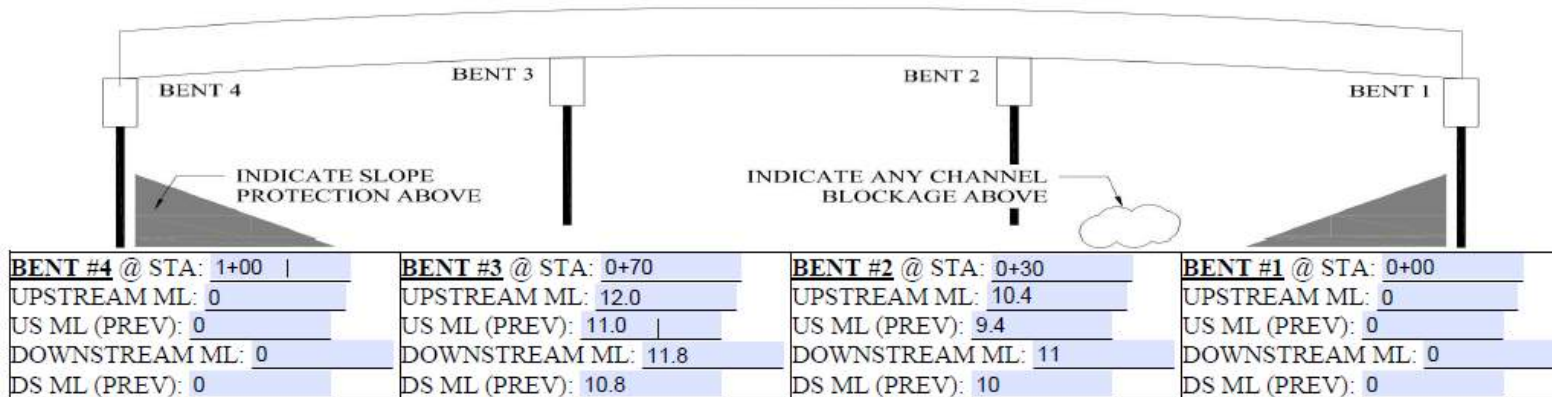 BENT 4
BENT 3
BENT 2
BENT 1
INDICATE SLOPE
PROTECTION ABOVE
INDICATE ANY CHANNEL
BLOCKAGE ABOVE
BENT #4 @ STA: 1+00
UPSTREAM ML: 0
US ML (PREV): 0
DOWNSTREAM ML: 0
DS ML (PREV): 0
BENT #3 @ STA: 0+70
UPSTREAM ML: 12.0
US ML (PREV): 11.0
DOWNSTREAM ML: 11.8
DS ML (PREV): 10.8
BENT #2 @ STA: 0+30
UPSTREAM ML: 10.4
US ML (PREV): 9.4
DOWNSTREAM ML: 11
DS ML (PREV): 10
BENT #1 @ STA: 0+00
UPSTREAM ML: 0
US ML (PREV): 0
DOWNSTREAM ML: 0
DS ML (PREV): 0